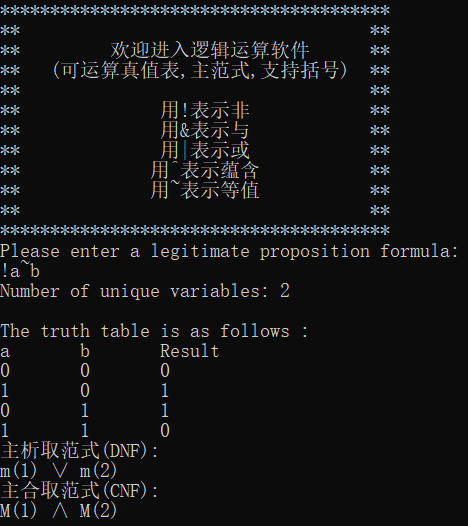 ***************************************
**                                   **
**         欢迎进入逻辑运算软件         **
**   (可运算真值表,主范式,支持括号)  **
**                                   **
**              用!表示非              **
**              用&表示与              **
**              用|表示或              **
**             用^表示蕴含             **
**             用~表示等值             **
**                                   **
***************************************
Please enter a legitimate proposition formula:
!a~b
Number of unique variables: 2
The truth table is as follows :
a       b       Result
0       0       0
1       0       1
0       1       1
1       1       0
主析取范式(DNF):
m(1) ∨ m(2)
主合取范式(CNF):
M(1) ∧ M(2)